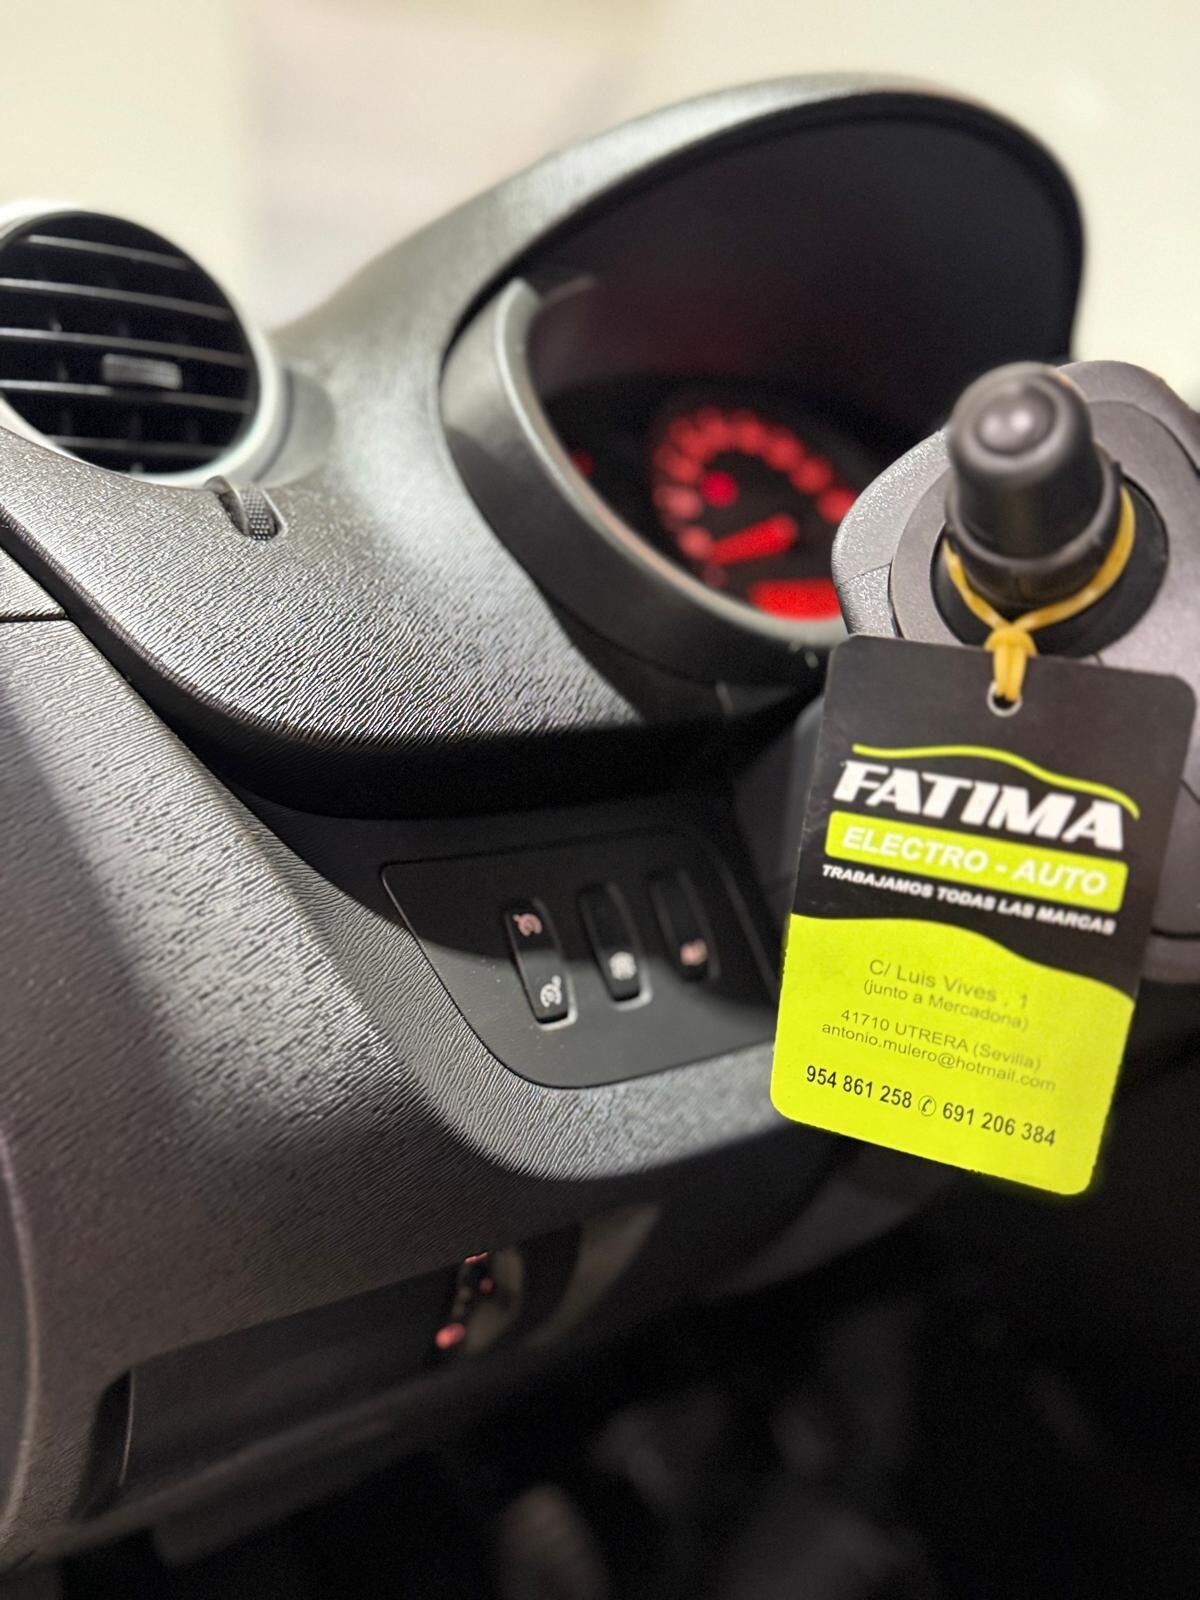 FATIMA
ELECTRO - AUTO
TRABAJAMOS TODAS LAS MARCAS
C/ Luis Vives , 1
(junto a Mercadona)
41710 UTRERA (Sevilla)
antonio.mulero@hotmail.com
954 861 258 ✆ 691 206 384